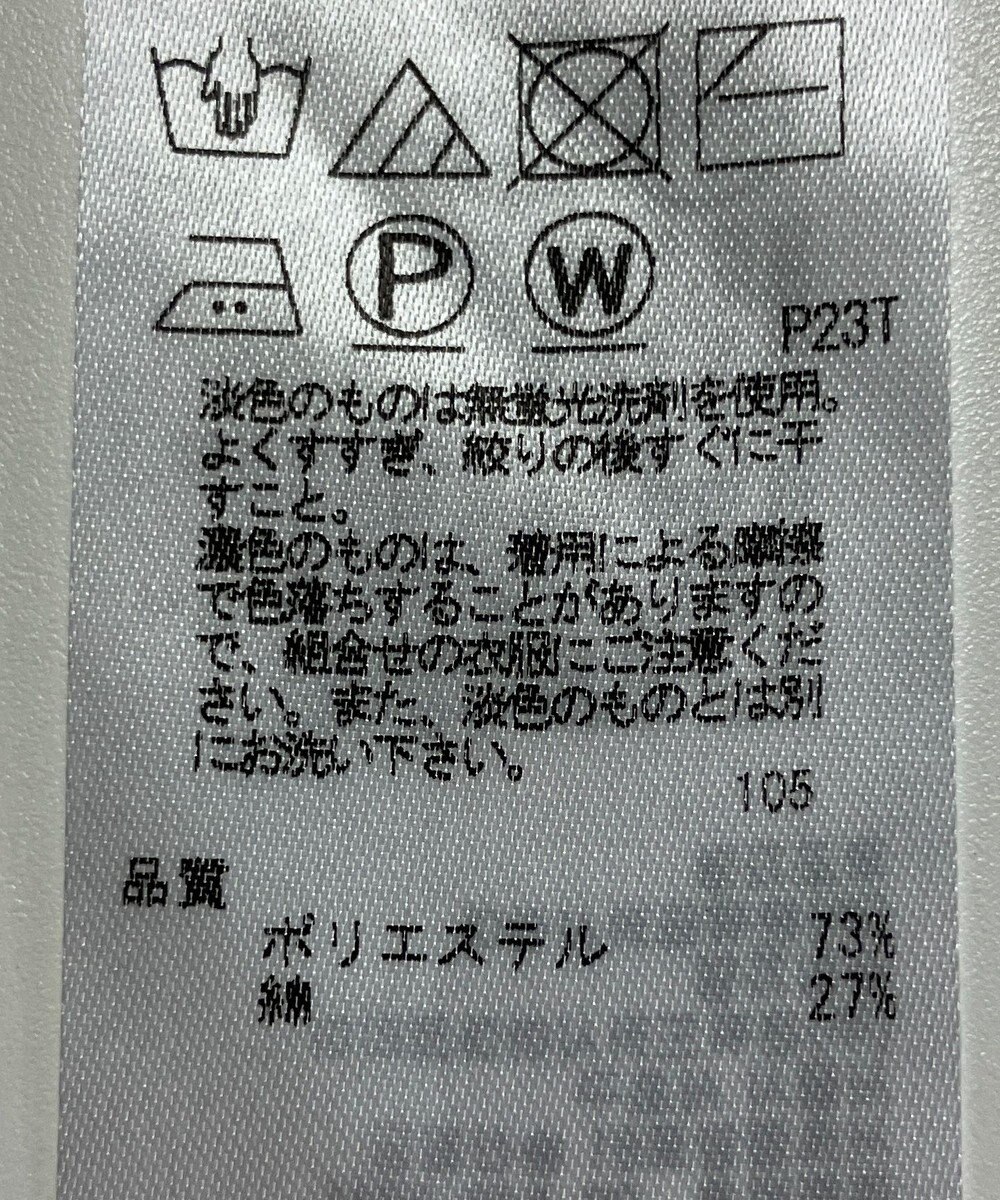 P
W
P23T
淡色のものは無蛍光洗剤を使用。
よくすすぎ、絞りの後すぐに干
すこと。
濃色のものは、着用による摩擦
で色落ちすることがありますの
で、組合せの衣服にご注意くだ
さい。また、淡色のものとは別
にお洗い下さい。
105
品質
ポリエステル 73%
綿 27%